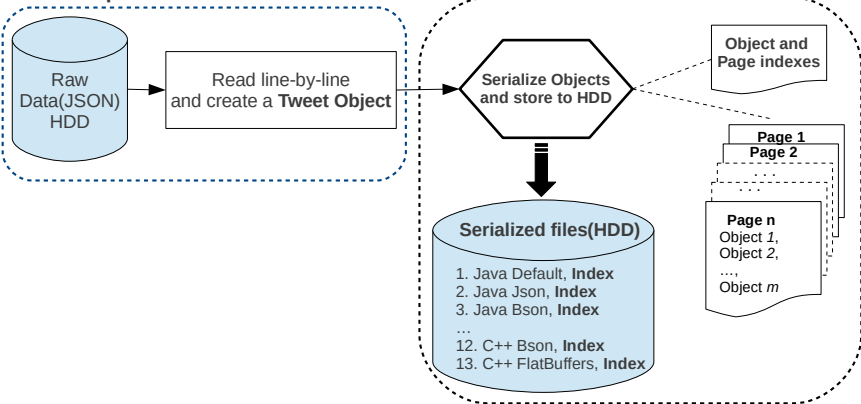 Raw
Data(JSON)
HDD
Read line-by-line
and create a Tweet Object
Serialize Objects
and store to HDD
Object and
Page indexes
Page 1
Page 2
. . .
. . .
Page n
Object 1,
Object 2,
...,
Object m
Serialized files(HDD)
1. Java Default, Index
2. Java Json, Index
3. Java Bson, Index
...
12. C++ Bson, Index
13. C++ FlatBuffers, Index